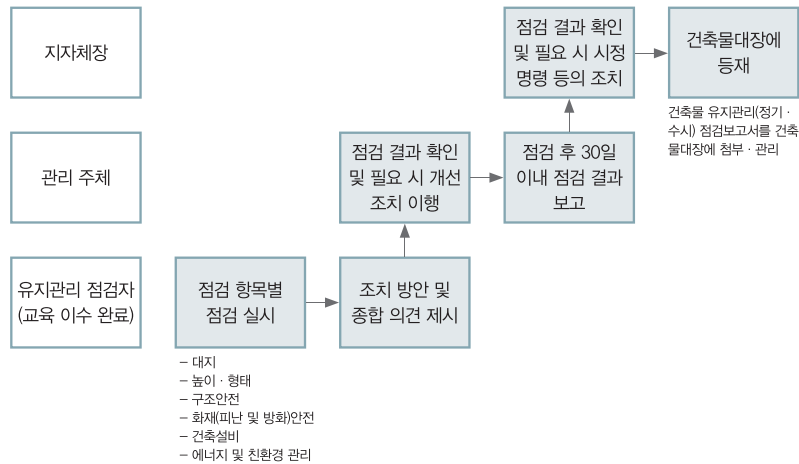 지자체장
점검 결과 확인
및 필요 시 시정
명령 등의 조치
건축물대장에
등재
건축물 유지관리(정기 ·
수시) 점검보고서를 건축
물대장에 첨부 · 관리
관리 주체
점검 결과 확인
및 필요 시 개선
조치 이행
점검 후 30일
이내 점검 결과
보고
유지관리 점검자
(교육 이수 완료)
점검 항목별
점검 실시
조치 방안 및
종합 의견 제시
– 대지
– 높이 · 형태
– 구조안전
– 화재(피난 및 방화)안전
– 건축설비
– 에너지 및 친환경 관리